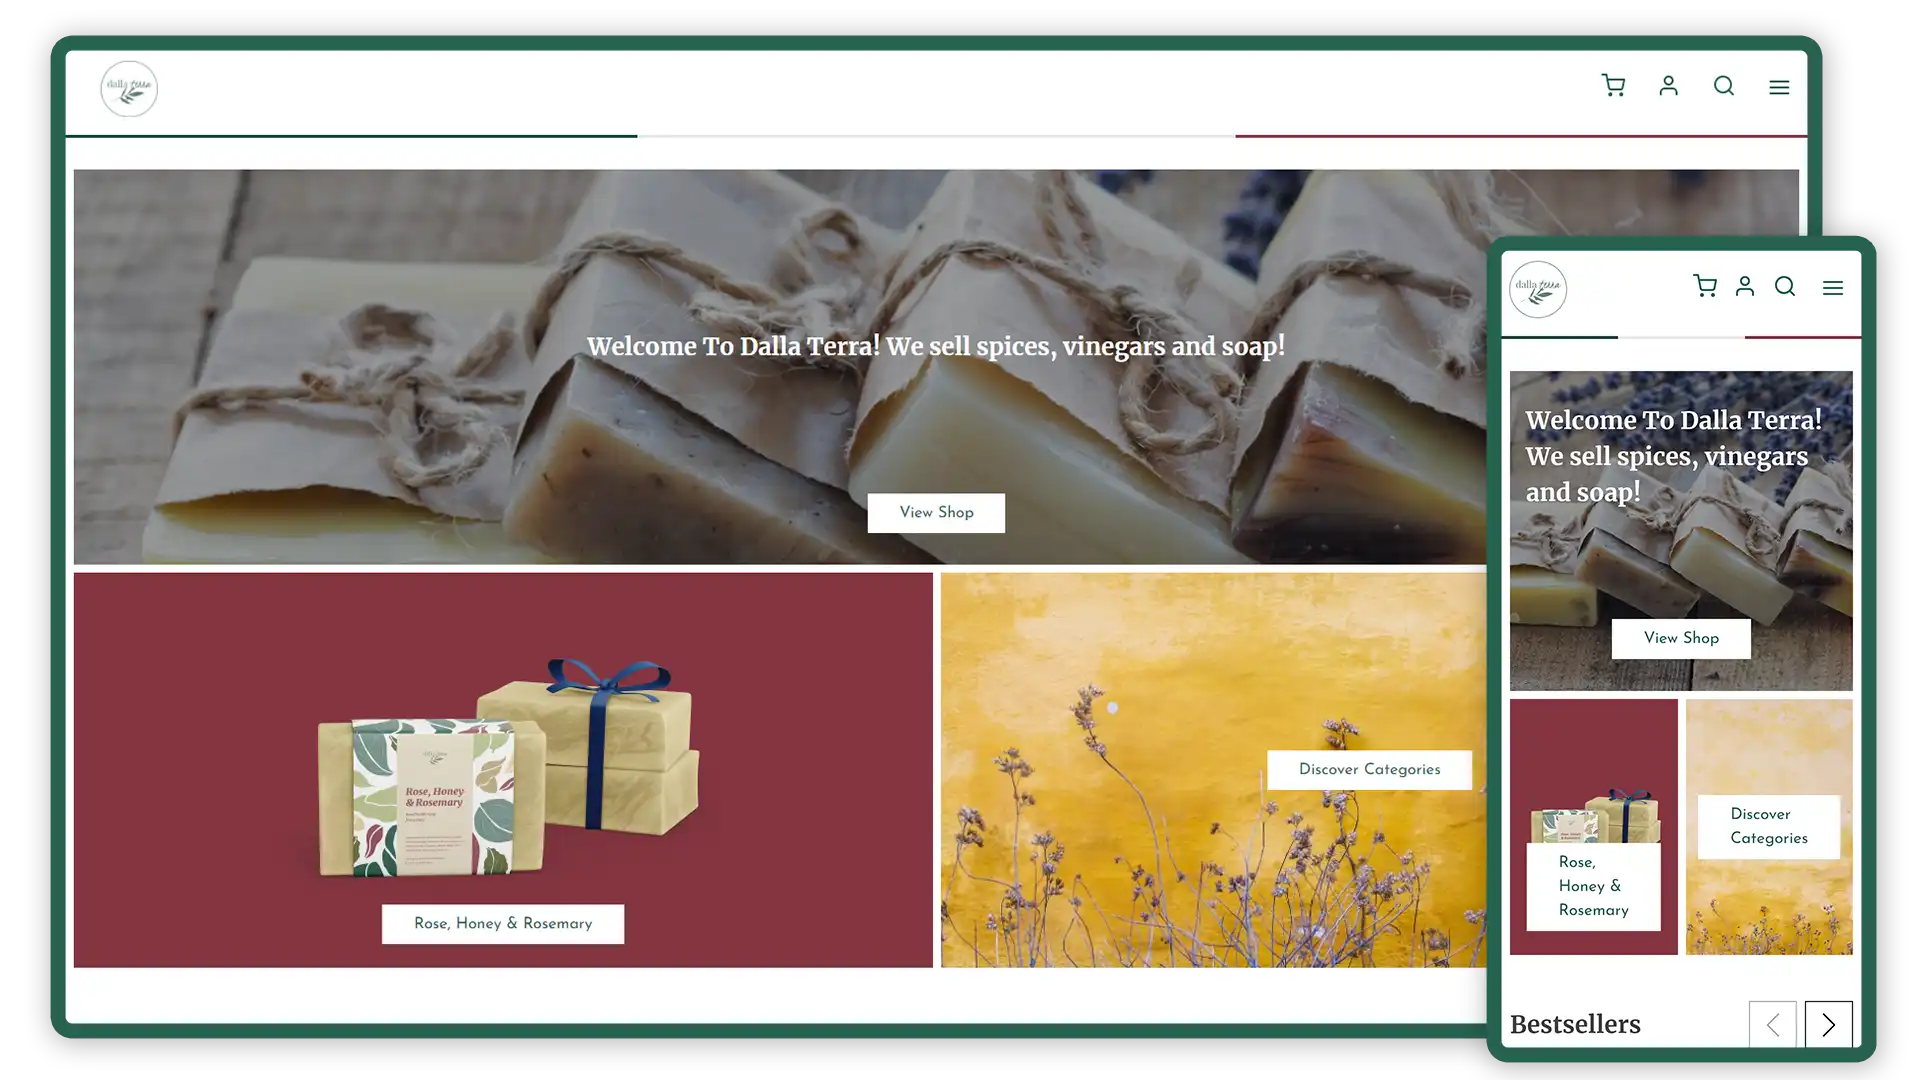 dalla terra
Welcome To Dalla Terra! We sell spices, vinegars and soap!
View Shop
Rose, Honey
& Rosemary
Rose, Honey & Rosemary
Discover Categories
dalla terra
Welcome To Dalla Terra!
We sell spices, vinegars
and soap!
View Shop
Rose,
Honey &
Rosemary
Discover
Categories
Bestsellers